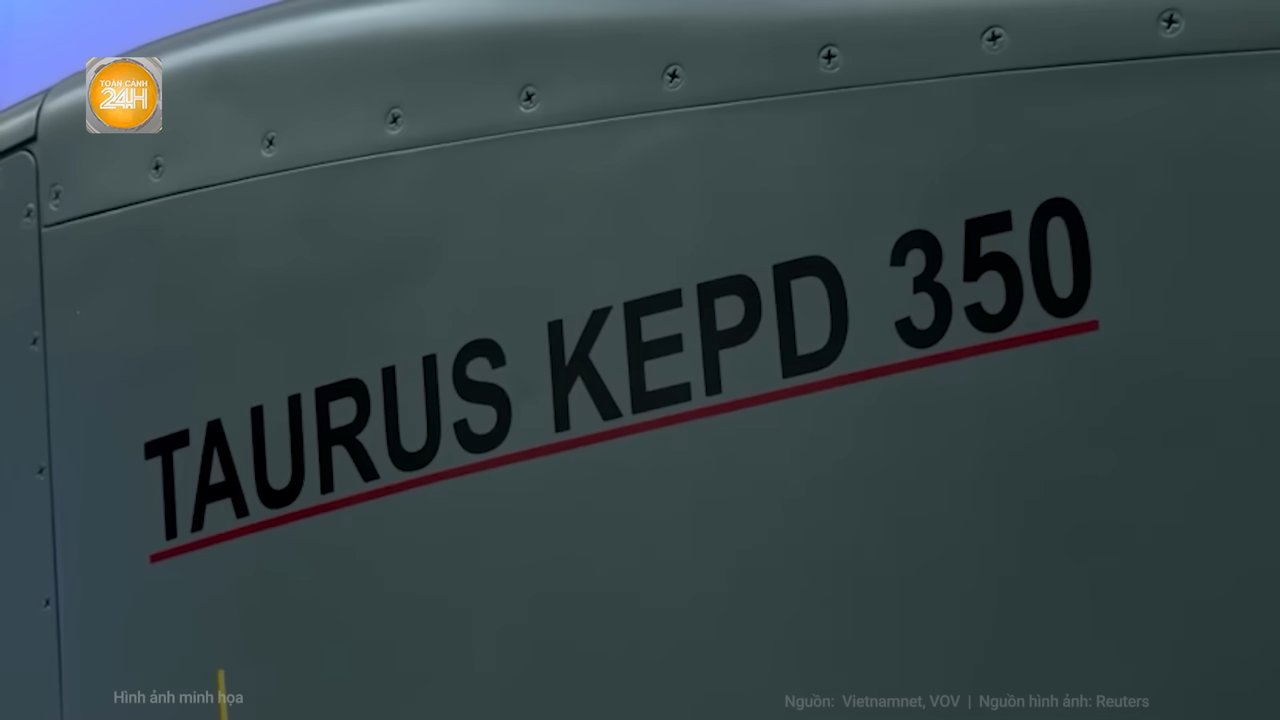 TOÀN CẢNH
24H
TAURUS KEPD 350
Hình ảnh minh họa
Nguồn: Vietnamnet, VOV | Nguồn hình ảnh: Reuters